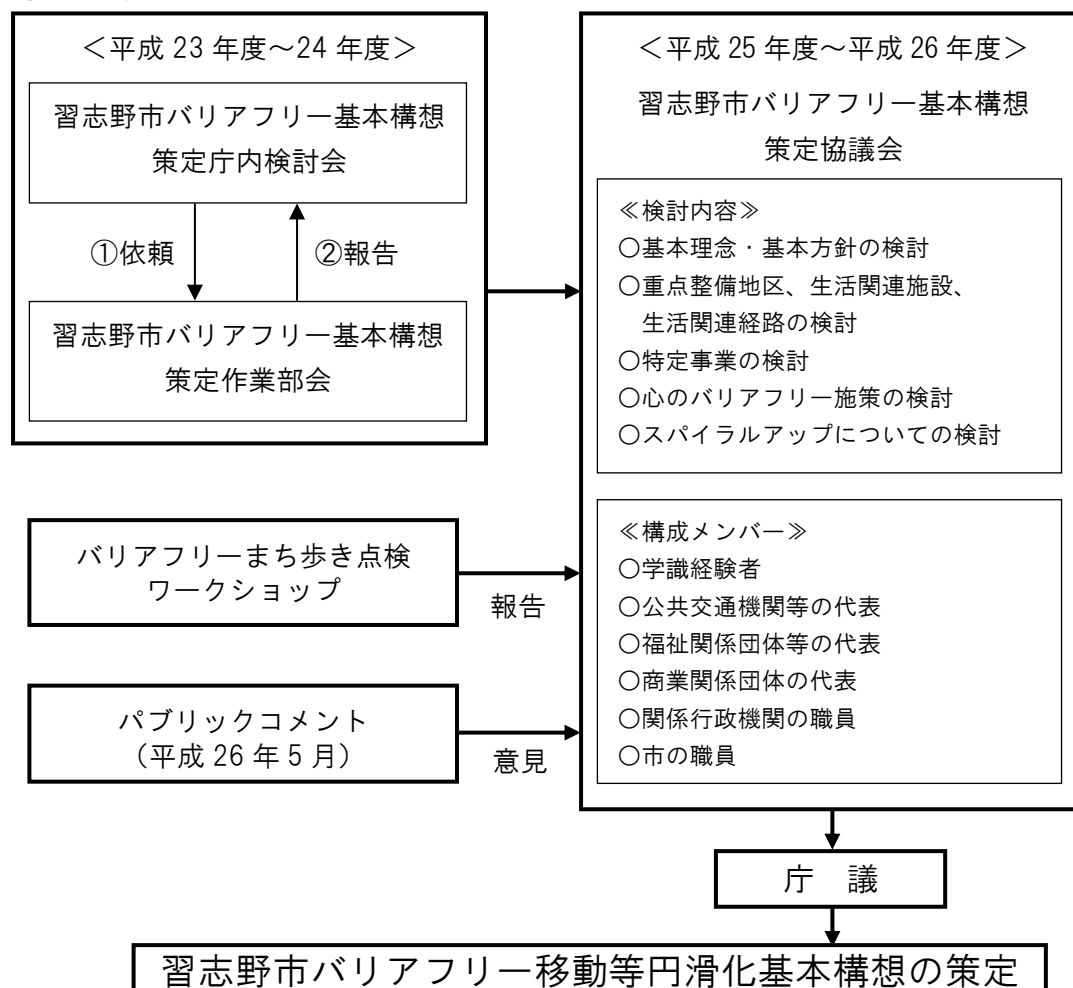 ＜平成 23 年度～24 年度＞
習志野市バリアフリー基本構想
策定庁内検討会
①依頼
②報告
習志野市バリアフリー基本構想
策定作業部会
バリアフリーまち歩き点検
ワークショップ
報告
パブリックコメント
（平成 26 年 5 月）
意見
＜平成 25 年度～平成 26 年度＞
習志野市バリアフリー基本構想
策定協議会
≪検討内容≫
○基本理念・基本方針の検討
○重点整備地区、生活関連施設、
生活関連経路の検討
○特定事業の検討
○心のバリアフリー施策の検討
○スパイラルアップについての検討
≪構成メンバー≫
○学識経験者
○公共交通機関等の代表
○福祉関係団体等の代表
○商業関係団体の代表
○関係行政機関の職員
○市の職員
庁　議
習志野市バリアフリー移動等円滑化基本構想の策定